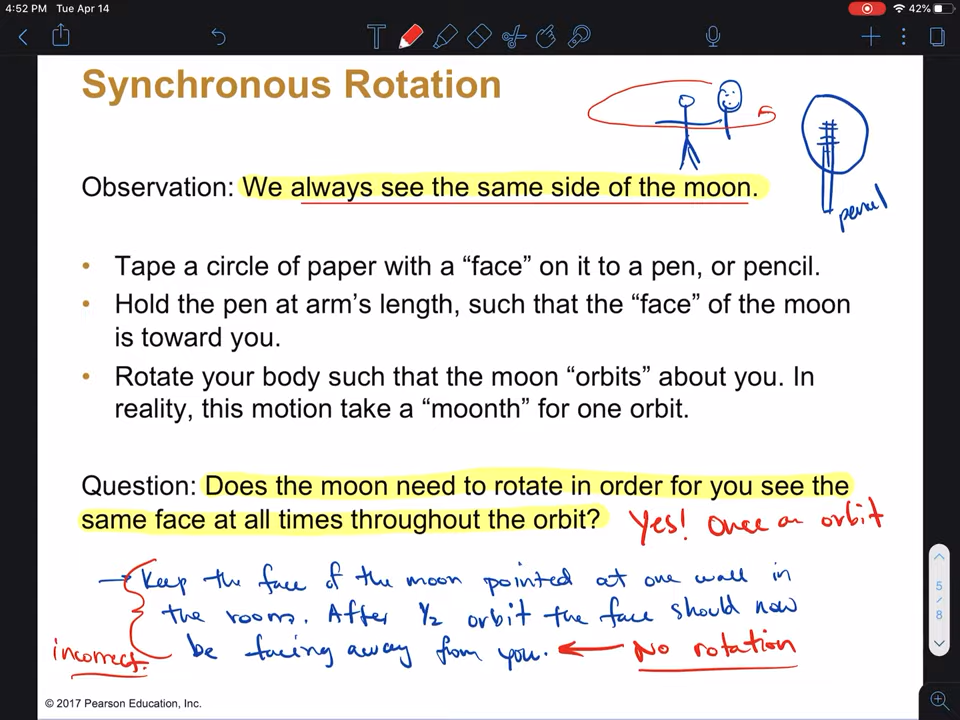 4:52 PM Tue Apr 14
42%
Synchronous Rotation
Observation: We always see the same side of the moon.
pencil
• Tape a circle of paper with a “face” on it to a pen, or pencil.
• Hold the pen at arm’s length, such that the “face” of the moon
is toward you.
• Rotate your body such that the moon “orbits” about you. In
reality, this motion take a “moonth” for one orbit.
Question: Does the moon need to rotate in order for you see the
same face at all times throughout the orbit? Yes! Once an orbit
→ Keep the face of the moon pointed at one wall in
the room. After 1/2 orbit the face should now
be facing away from you. ← No rotation
incorrect.
5
/
8
© 2017 Pearson Education, Inc.